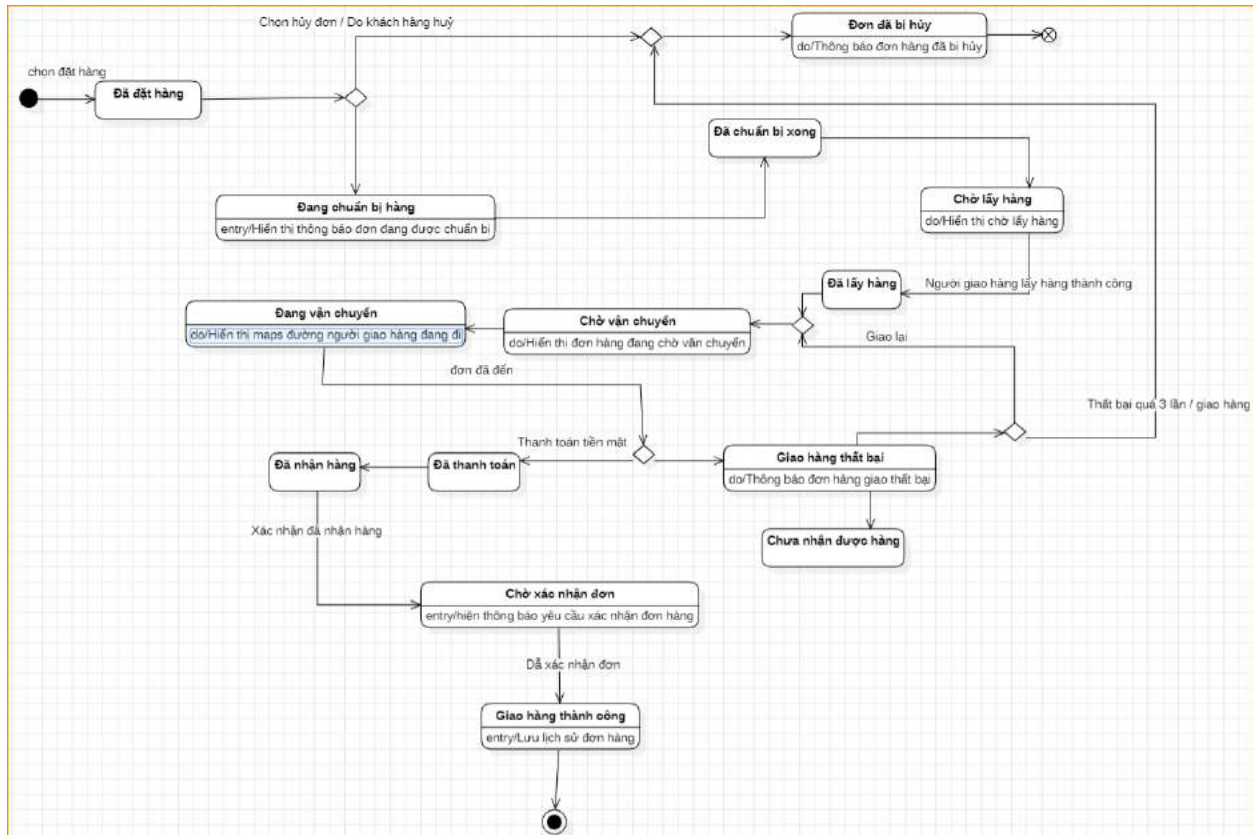 Chọn hủy đơn / Do khách hàng huỷ
Đơn đã bị hủy
do/Thông báo đơn hàng đã bi hủy
chọn đặt hàng
Đã đặt hàng
Đã chuẩn bị xong
Đang chuẩn bị hàng
entry/Hiển thị thông báo đơn đang được chuẩn bị
Chờ lấy hàng
do/Hiển thị chờ lấy hàng
Đã lấy hàng
Người giao hàng lấy hàng thành công
Đang vận chuyển
do/Hiển thị maps đường người giao hàng đang đi
Chờ vận chuyển
do/Hiển thị đơn hàng đang chờ vận chuyển
Giao lại
đơn đã đến
Thất bại quá 3 lần / giao hàng
Thanh toán tiền mặt
Đã nhận hàng
Đã thanh toán
Giao hàng thất bại
do/Thông báo đơn hàng giao thất bại
Xác nhận đã nhận hàng
Chưa nhận được hàng
Chờ xác nhận đơn
entry/hiện thông báo yêu cầu xác nhận đơn hàng
Dẫ xác nhận đơn
Giao hàng thành công
entry/Lưu lịch sử đơn hàng